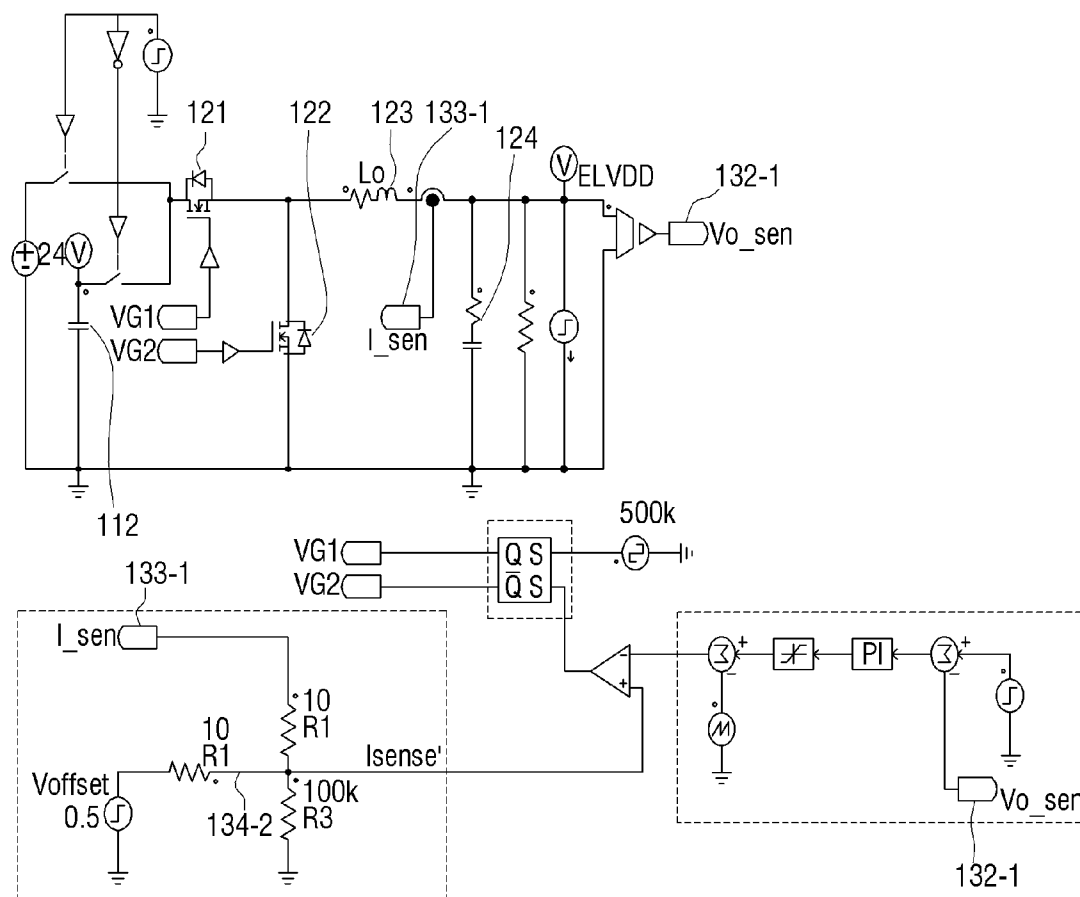 121
122
123
133-1
124
Lo
V
ELVDD
132-1
Vo_sen
24
V
VG1
VG2
I_sen
112
500k
VG1
VG2
Q S
Q̅ S
133-1
I_sen
10
R1
10
R1
Isense'
Voffset
0.5
100k
R3
134-2
-
+
Σ
+
-
PI
Σ
+
-
Vo_sen
132-1